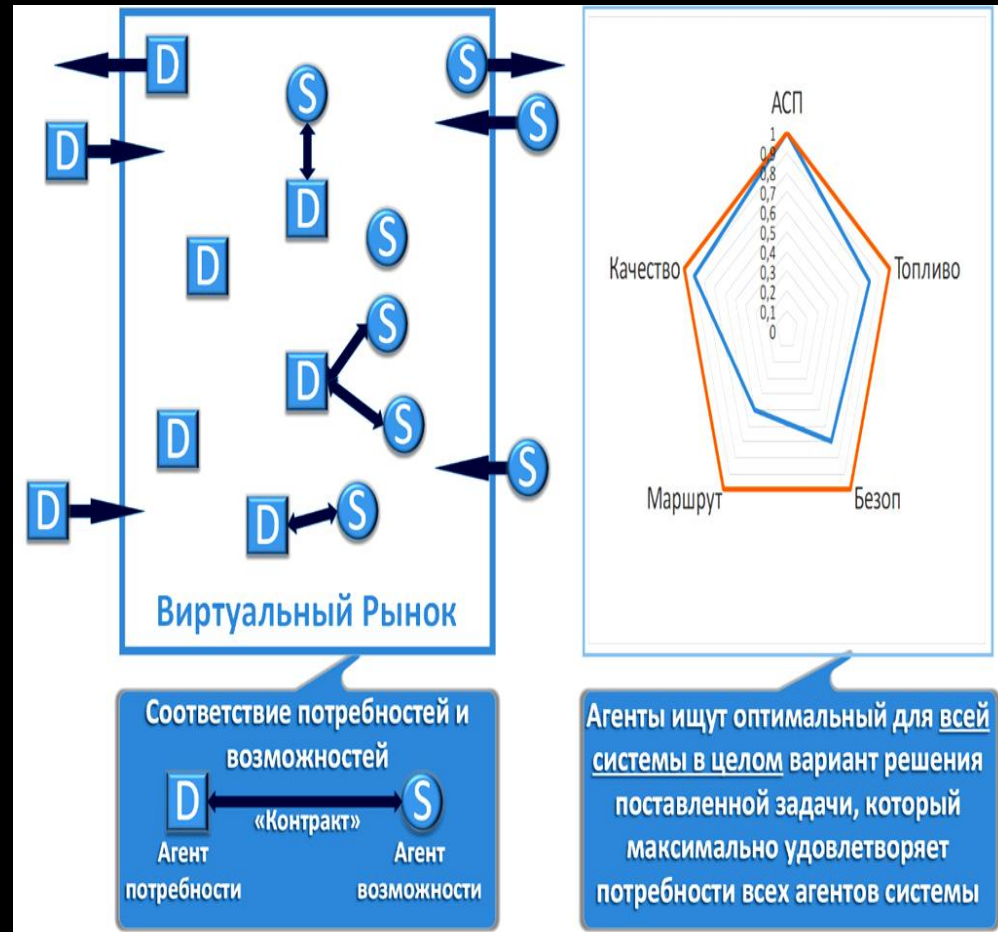 D
S
D
S
S
D
D
S
D
S
D
S
D
S
D
D
S
Виртуальный Рынок
Соответствие потребностей и
возможностей
D
S
«Контракт»
Агент
потребности
Агент
возможности
АСП
1
0,9
0,8
0,7
0,6
0,5
0,4
0,3
0,2
0,1
0
Качество
Топливо
Маршрут
Безоп
Агенты ищут оптимальный для всей
системы в целом вариант решения
поставленной задачи, который
максимально удовлетворяет
потребности всех агентов системы